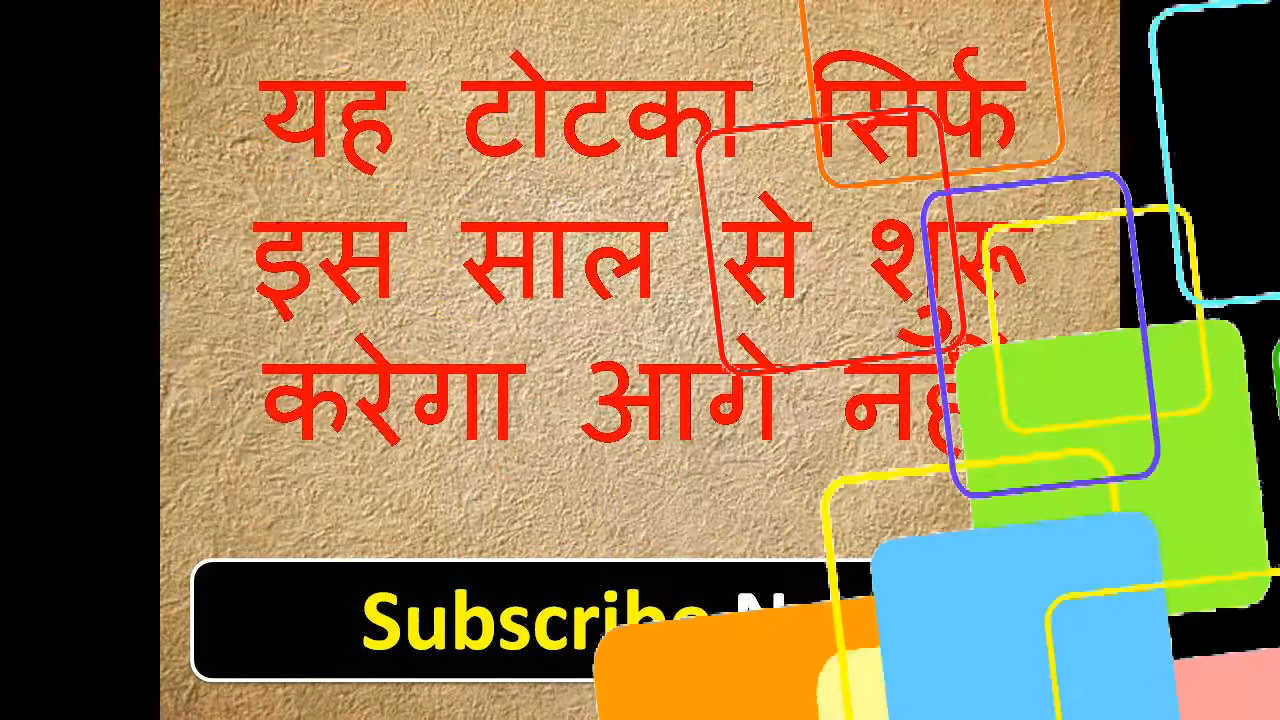 यह टोटका सिर्फ
इस साल से शुरू
करेगा आगे
Subscribe